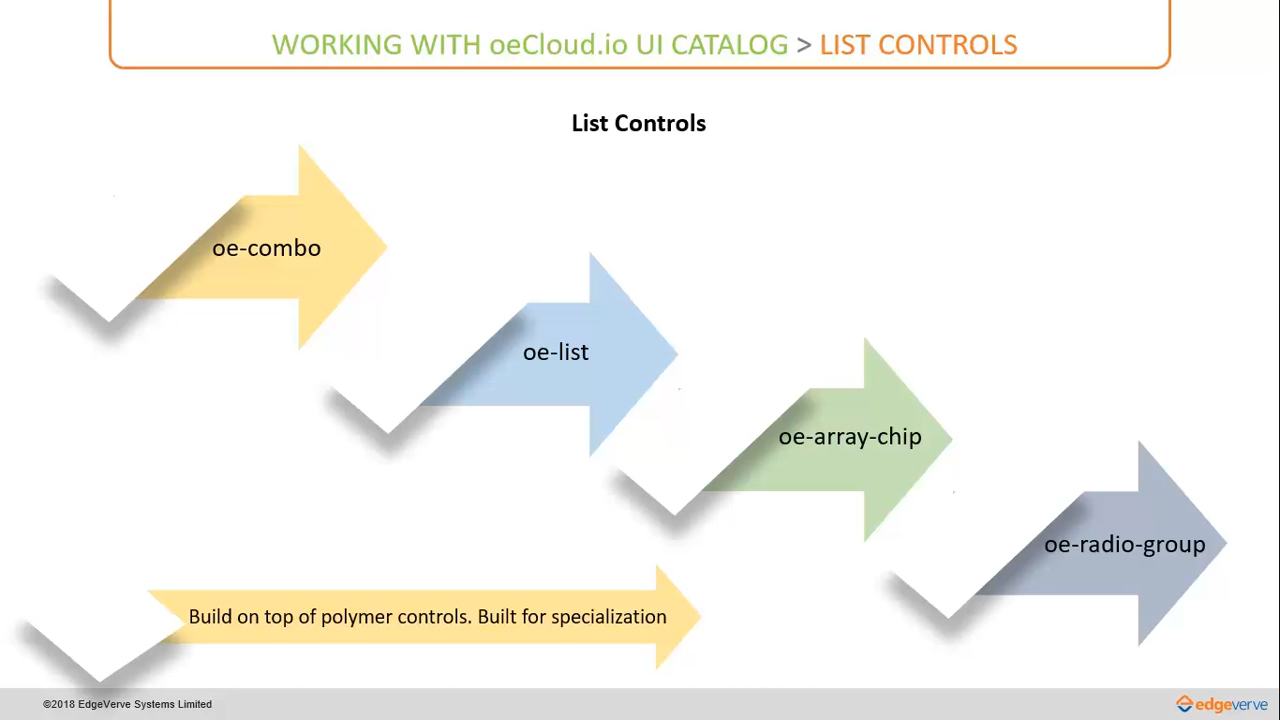 WORKING WITH oeCloud.io UI CATALOG > LIST CONTROLS
List Controls
oe-combo
oe-list
oe-array-chip
oe-radio-group
Build on top of polymer controls. Built for specialization
©2018 EdgeVerve Systems Limited
edgeverve